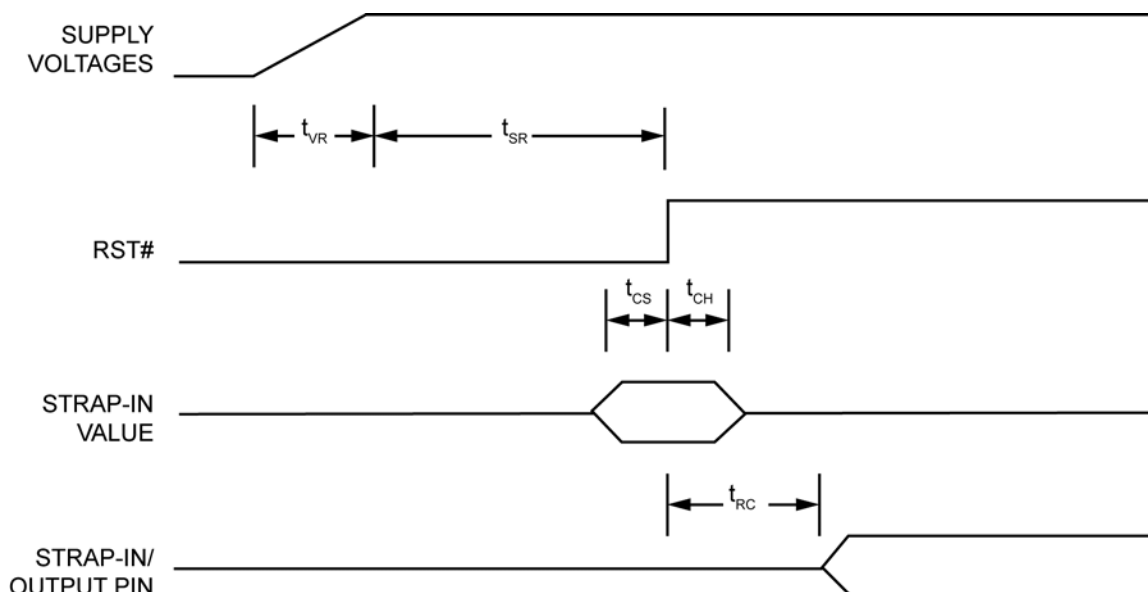 SUPPLY
VOLTAGES
tVR
tSR
RST#
tCS
tCH
STRAP-IN
VALUE
tRC
STRAP-IN/
OUTPUT PIN